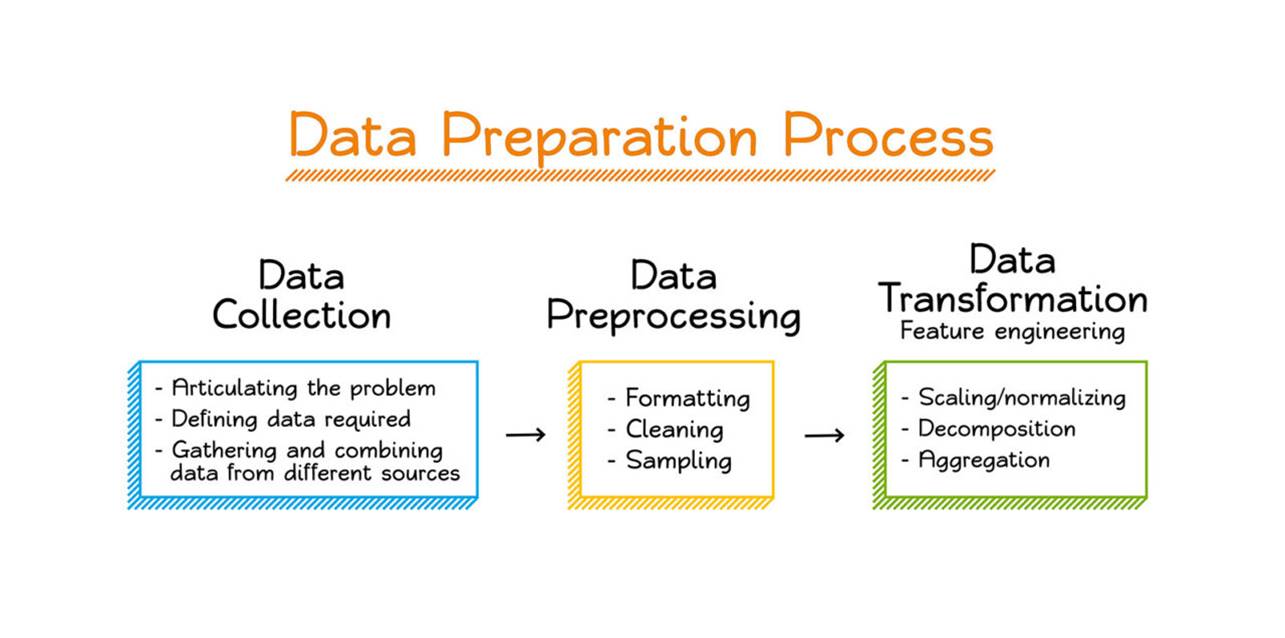 Data Preparation Process
Data
Collection
- Articulating the problem
- Defining data required
- Gathering and combining
data from different sources
Data
Preprocessing
- Formatting
- Cleaning
- Sampling
Data
Transformation
Feature engineering
- Scaling/normalizing
- Decomposition
- Aggregation